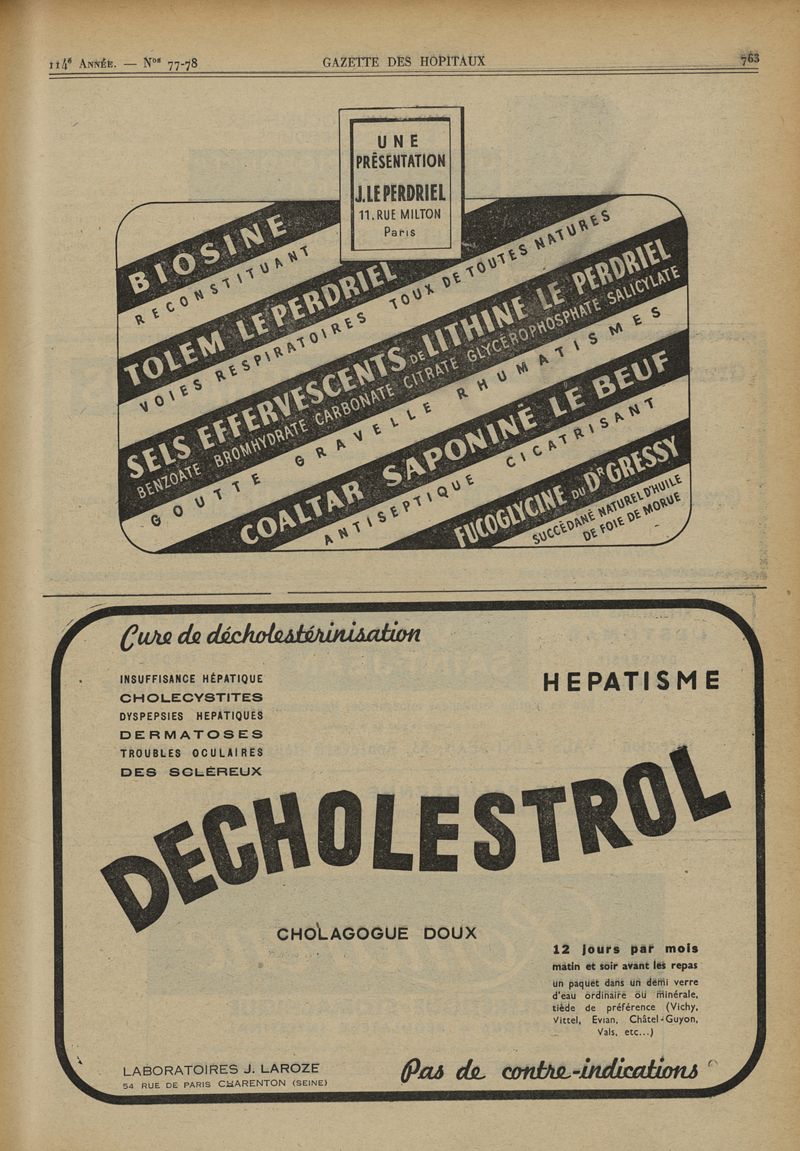 114e ANNÉE. — Nos 77-78
GAZETTE DES HOPITAUX
763
UNE
PRÉSENTATION
J. LE PERDRIEL
11. RUE MILTON
Paris
BIOSINE
RECONSTITUANT
TOLEM LE PERDRIEL
VOIES RESPIRATOIRES TOUX DE TOUTES NATURES
SELS EFFERVESCENTS DE LITHINE LE PERDRIEL
BENZOATE BROMHYDRATE CARBONATE CITRATE GLYCÉROPHOSPHATE SALICYLATE
GOUTTE GRAVELLE RHUMATISMES
COALTAR SAPONINÉ LE BEUF
ANTISEPTIQUE CICATRISANT
FUCOGLYCINE DU Dr GRESSY
SUCCÉDANÉ NATUREL D'HUILE
DE FOIE DE MORUE
Cure de décholestérinisation
INSUFFISANCE HÉPATIQUE
CHOLECYSTITES
DYSPEPSIES HEPATIQUES
DERMATOSES
TROUBLES OCULAIRES
DES SCLÉREUX
HEPATISME
DECHOLESTROL
CHOLAGOGUE DOUX
12 jours par mois
matin et soir avant les repas
un paquet dans un demi verre
d'eau ordinaire ou minérale,
tiède de préférence (Vichy,
Vittel, Evian, Châtel-Guyon,
Vals, etc...)
LABORATOIRES J. LAROZE
54 RUE DE PARIS CHARENTON (SEINE)
Pas de contre-indications